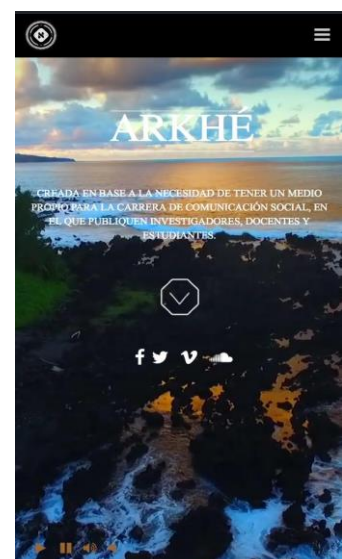 ARKHÉ
CREADA EN BASE A LA NECESIDAD DE TENER UN MEDIO
PROPIO PARA LA CARRERA DE COMUNICACIÓN SOCIAL, EN
EL QUE PUBLIQUEN INVESTIGADORES, DOCENTES Y
ESTUDIANTES.